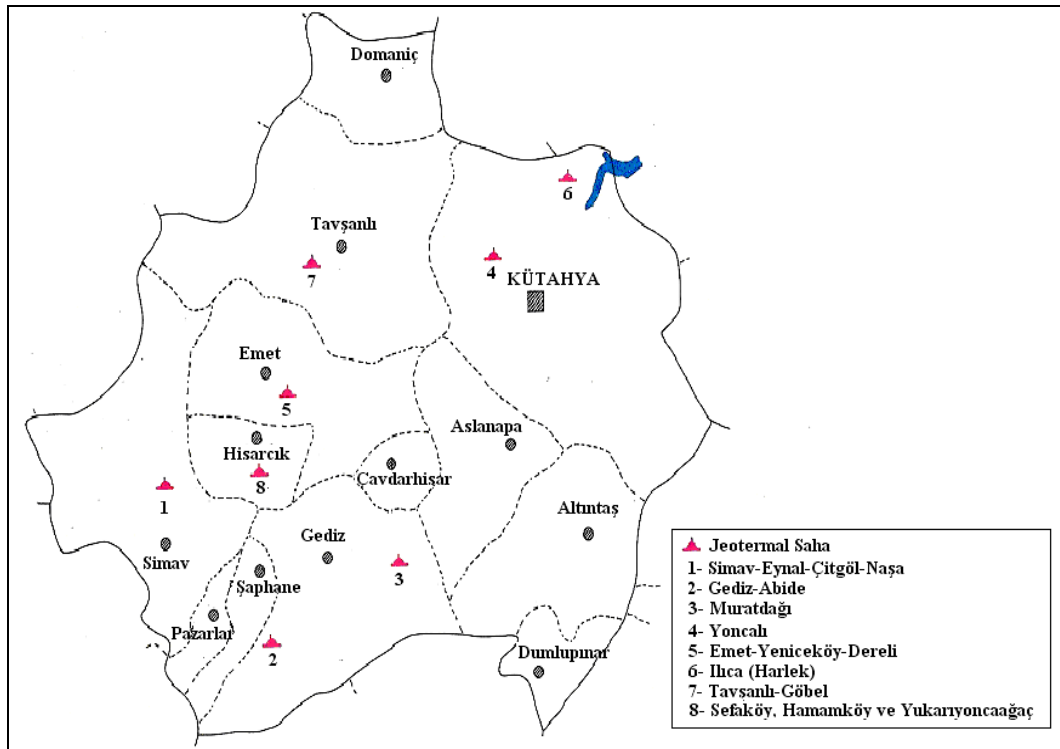 Domaniç
6
Tavşanlı
7
4
KÜTAHYA
Emet
5
Aslanapa
Hisarcık
8
Çavdarhişar
1
Altıntaş
Gediz
Simav
3
Şaphane
Pazarlar
2
Dumlupınar
Jeotermal Saha
1- Simav-Eynal-Çitgöl-Naşa
2- Gediz-Abide
3- Muratdağı
4- Yoncalı
5- Emet-Yeniceköy-Dereli
6- Ilıca (Harlek)
7- Tavşanlı-Göbel
8- Sefaköy, Hamamköy ve Yukarıyoncaağaç